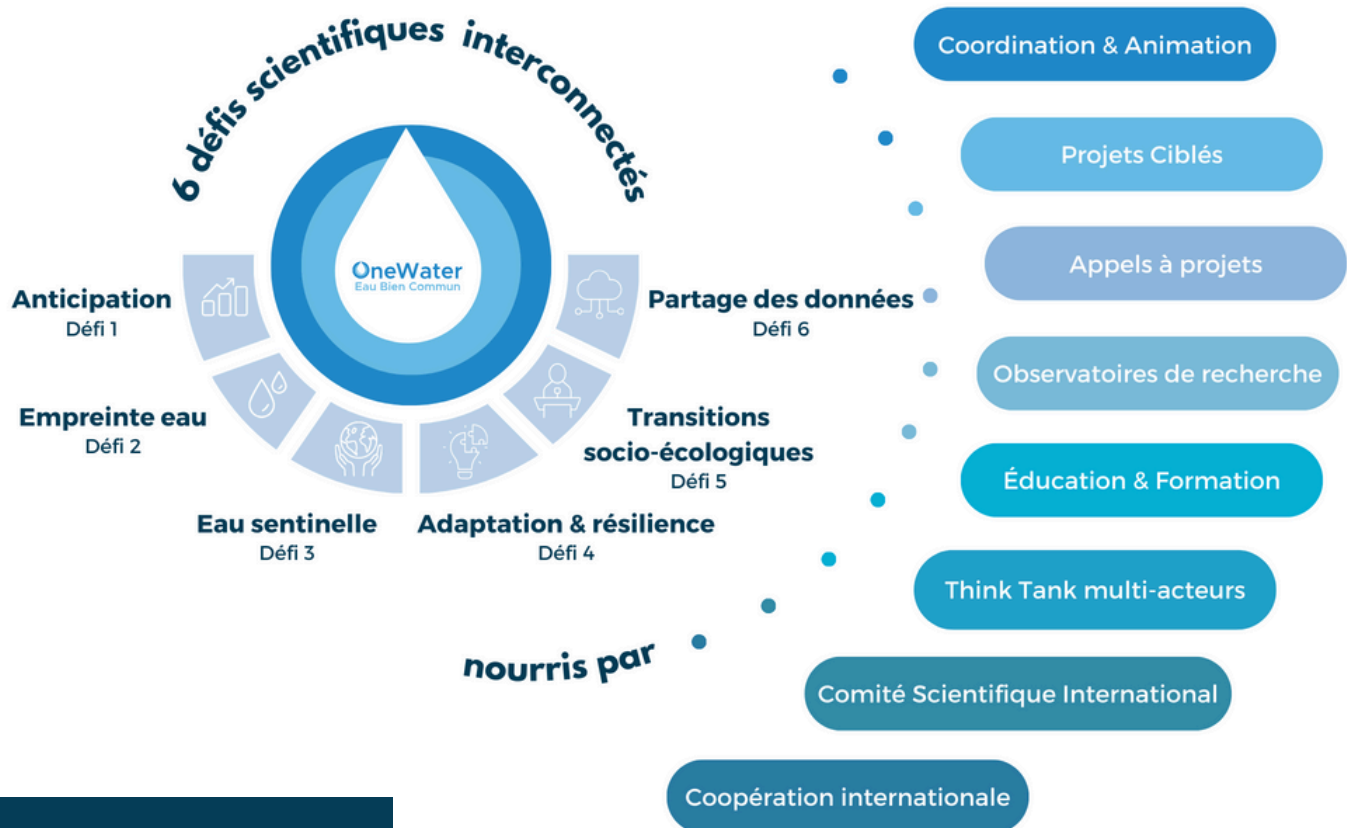 6 défis scientifiques interconnectés
OneWater
Eau Bien Commun
Anticipation
Défi 1
Empreinte eau
Défi 2
Eau sentinelle
Défi 3
Adaptation & résilience
Défi 4
Transitions
socio-écologiques
Défi 5
Partage des données
Défi 6
nourris par
Coordination & Animation
Projets Ciblés
Appels à projets
Observatoires de recherche
Éducation & Formation
Think Tank multi-acteurs
Comité Scientifique International
Coopération internationale